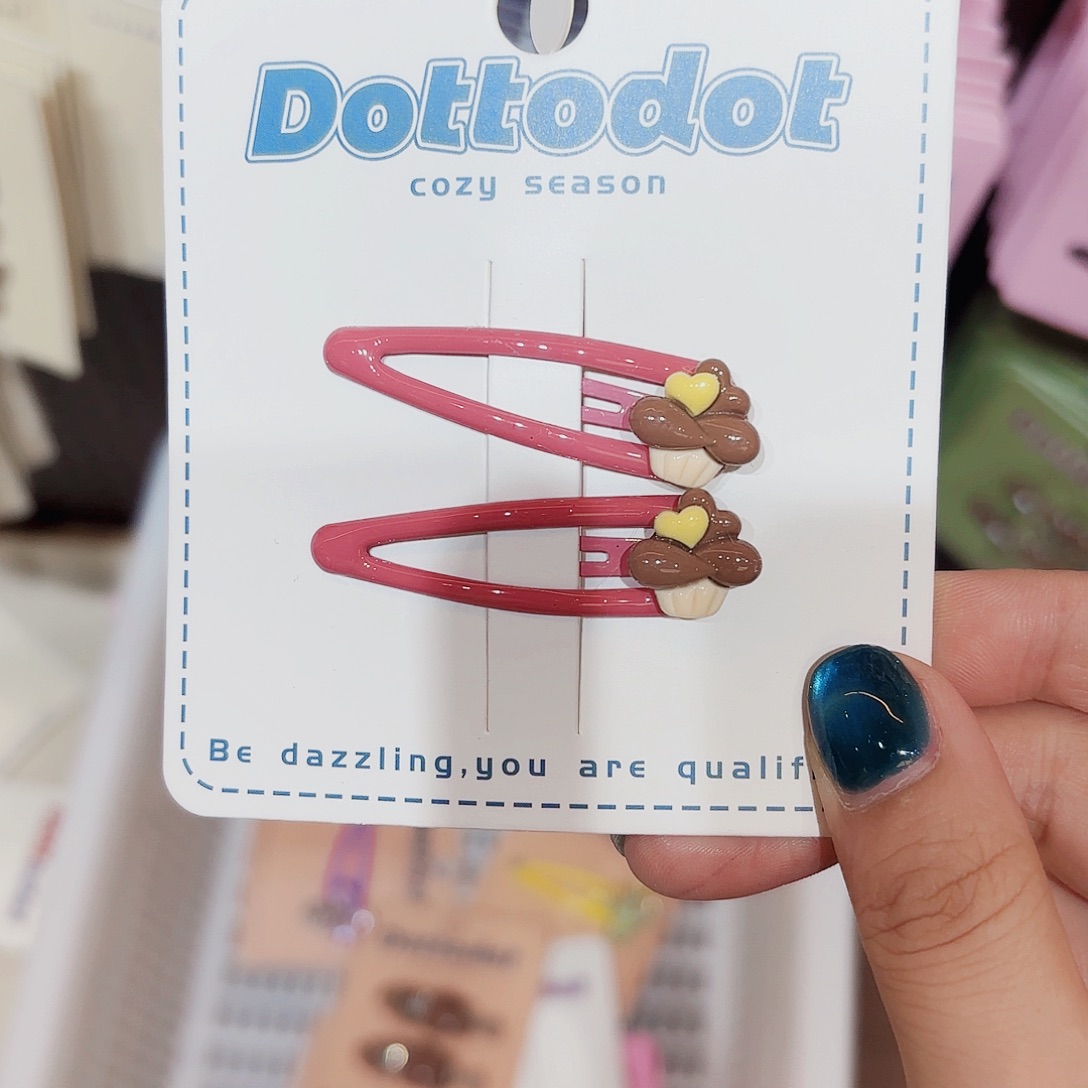 Dottodot
cozy season
Be dazzling,you are qualif